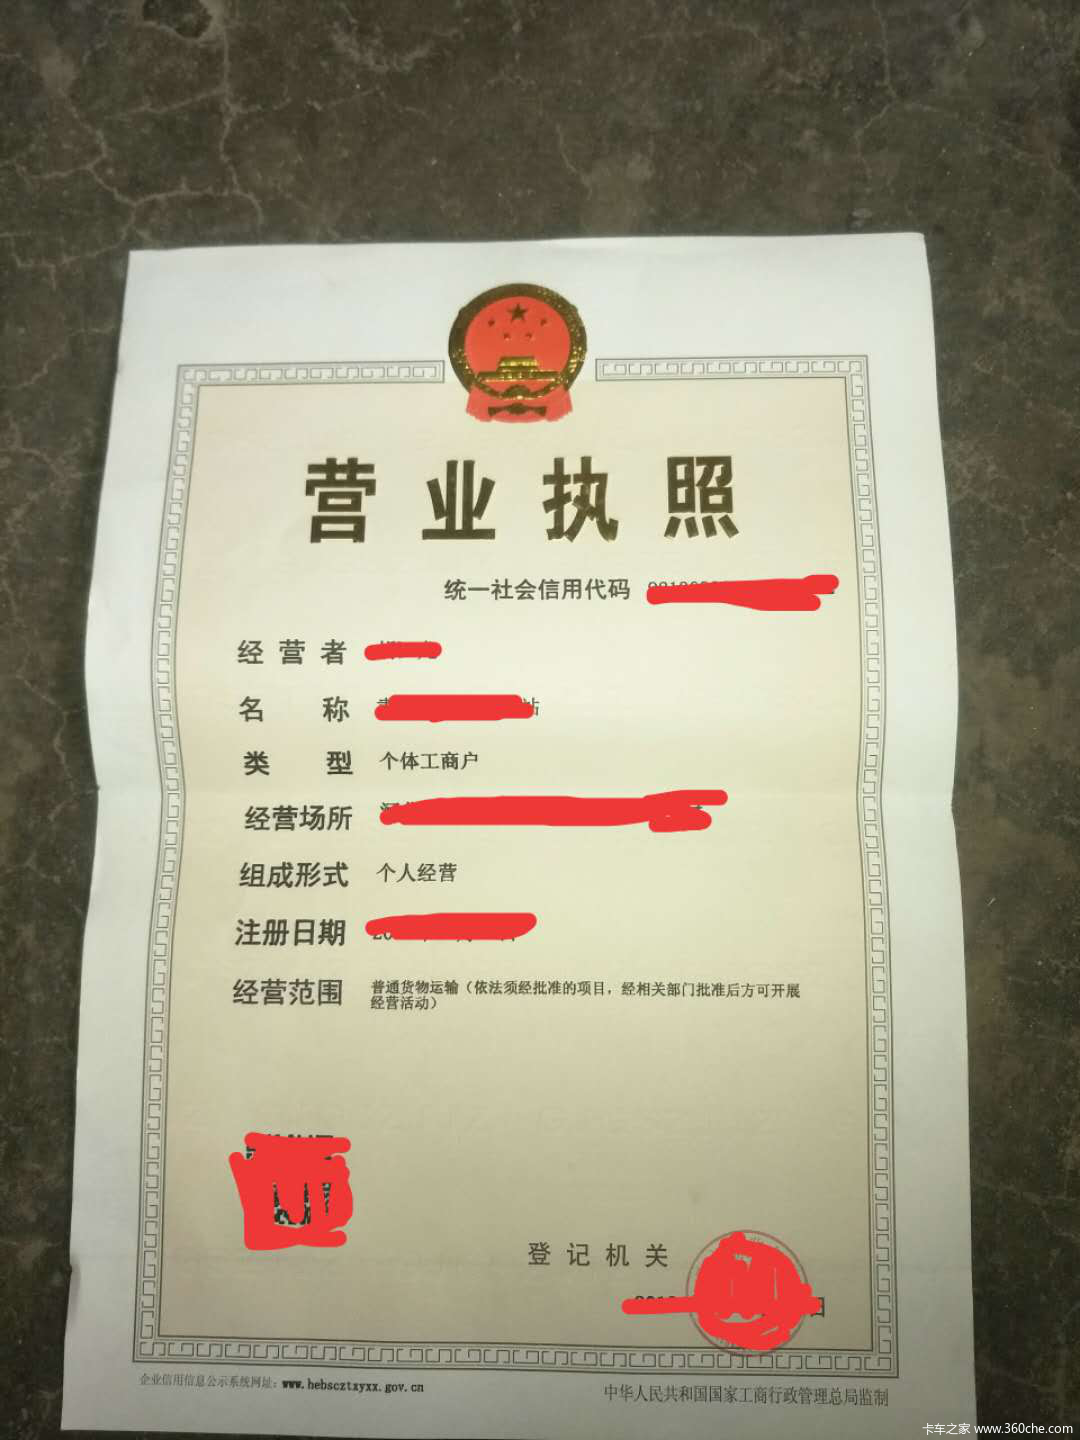 营业执照
统一社会信用代码
经营者
名称
类型 个体工商户
经营场所
组成形式 个人经营
注册日期
经营范围 普通货物运输（依法须经批准的项目，经相关部门批准后方可开展
经营活动）
登记机关
日
企业信用信息公示系统网址：www.hebscztxyxx.gov.cn
中华人民共和国国家工商行政管理总局监制
卡车之家 www.360che.com